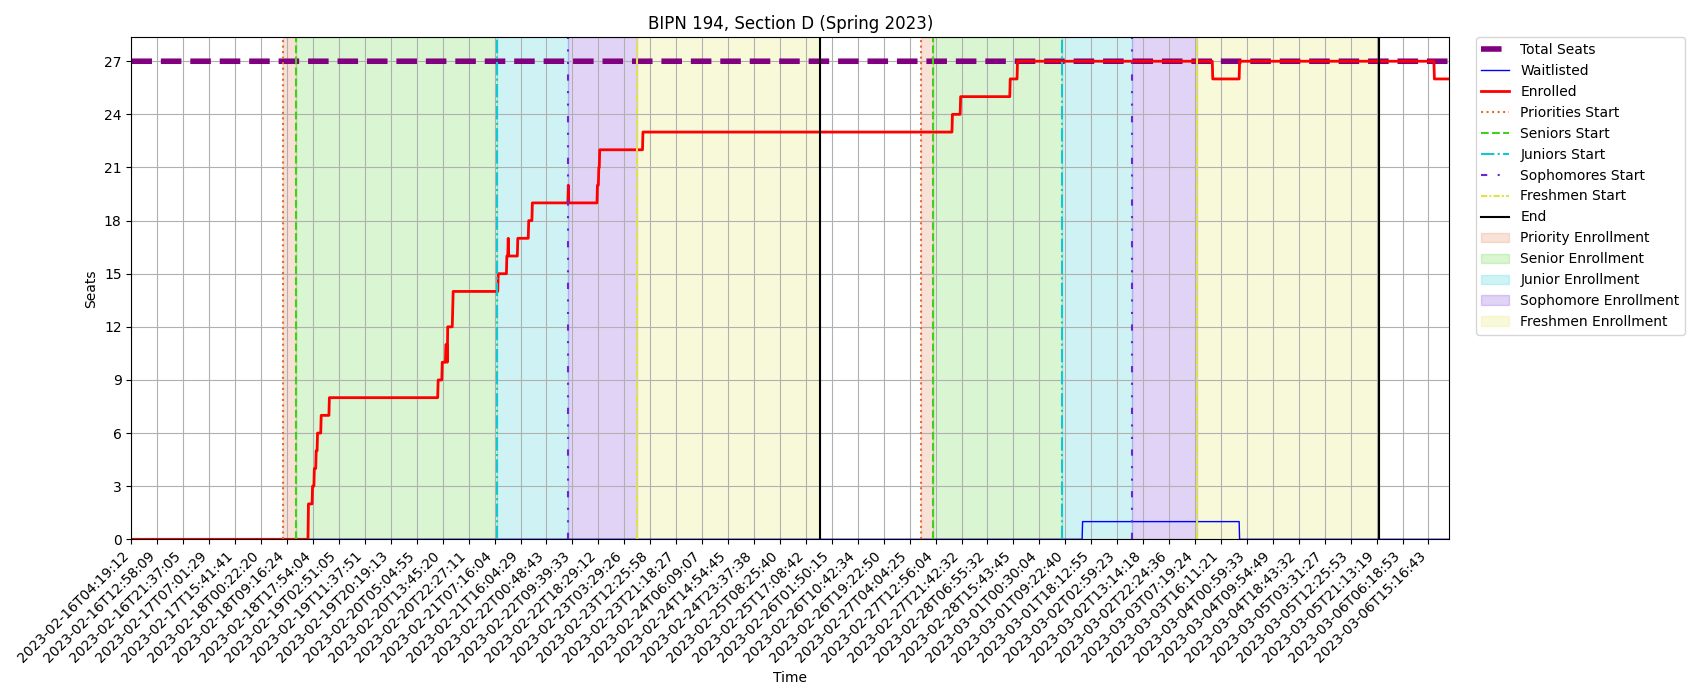 BIPN 194, Section D (Spring 2023)
Seats
27
24
21
18
15
12
9
6
3
0
2023-02-16T04:19:12
2023-02-16T12:58:09
2023-02-16T21:37:05
2023-02-17T07:01:29
2023-02-17T15:41:41
2023-02-18T00:22:20
2023-02-18T09:16:24
2023-02-18T17:54:04
2023-02-19T02:51:05
2023-02-19T11:37:51
2023-02-19T20:19:13
2023-02-20T05:04:55
2023-02-20T13:45:20
2023-02-20T22:27:11
2023-02-21T07:16:04
2023-02-21T16:04:29
2023-02-22T00:48:43
2023-02-22T09:39:33
2023-02-22T18:29:12
2023-02-23T03:29:26
2023-02-23T12:25:58
2023-02-23T21:18:27
2023-02-24T06:09:07
2023-02-24T14:54:45
2023-02-24T23:37:38
2023-02-25T08:25:40
2023-02-25T17:08:42
2023-02-26T01:50:15
2023-02-26T10:42:34
2023-02-26T19:22:50
2023-02-27T04:04:25
2023-02-27T12:56:04
2023-02-27T21:42:32
2023-02-28T06:55:32
2023-02-28T15:43:45
2023-03-01T00:30:04
2023-03-01T09:22:40
2023-03-01T18:12:55
2023-03-02T02:59:23
2023-03-02T13:14:18
2023-03-02T22:24:36
2023-03-03T07:19:24
2023-03-03T16:11:21
2023-03-04T00:59:33
2023-03-04T09:54:49
2023-03-04T18:43:32
2023-03-05T03:31:27
2023-03-05T12:25:53
2023-03-05T21:13:19
2023-03-06T06:18:53
2023-03-06T15:16:43
Time
Total Seats
Waitlisted
Enrolled
Priorities Start
Seniors Start
Juniors Start
Sophomores Start
Freshmen Start
End
Priority Enrollment
Senior Enrollment
Junior Enrollment
Sophomore Enrollment
Freshmen Enrollment